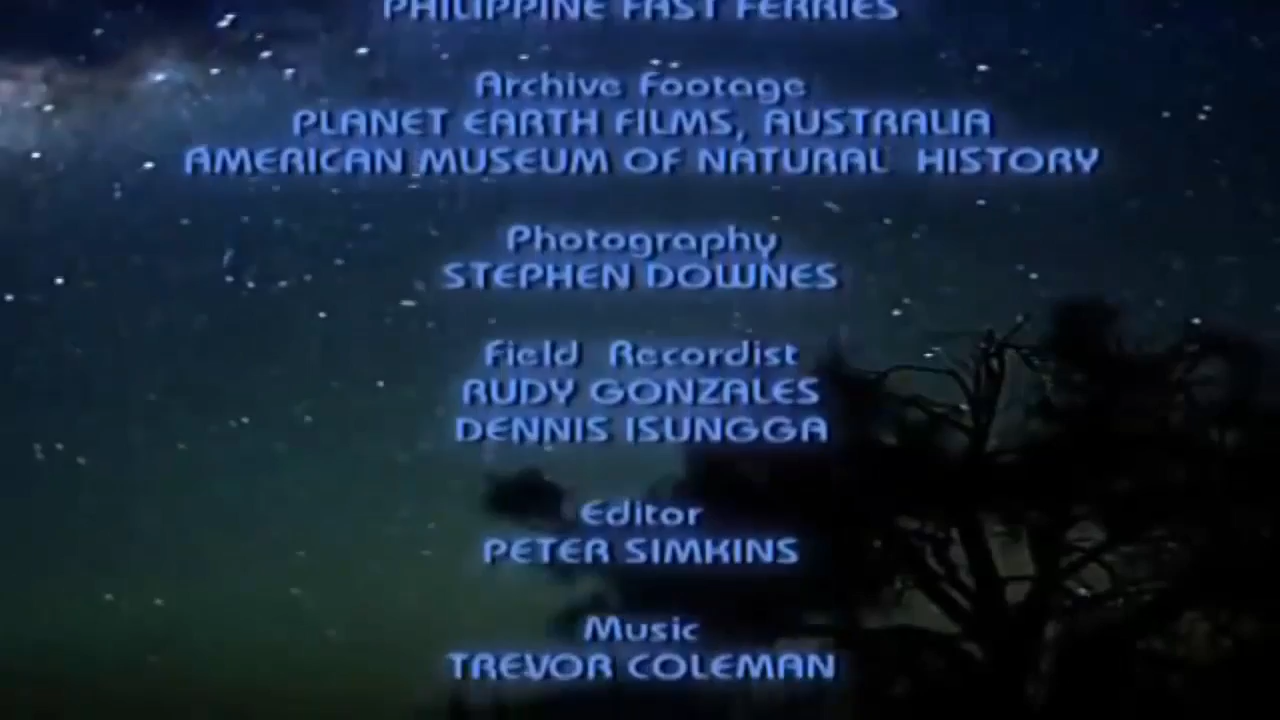 PHILIPPINE FAST FERRIES
Archive Footage
PLANET EARTH FILMS, AUSTRALIA
AMERICAN MUSEUM OF NATURAL HISTORY
Photography
STEPHEN DOWNES
Field Recordist
RUDY GONZALES
DENNIS ISUNGGA
Editor
PETER SIMKINS
Music
TREVOR COLEMAN